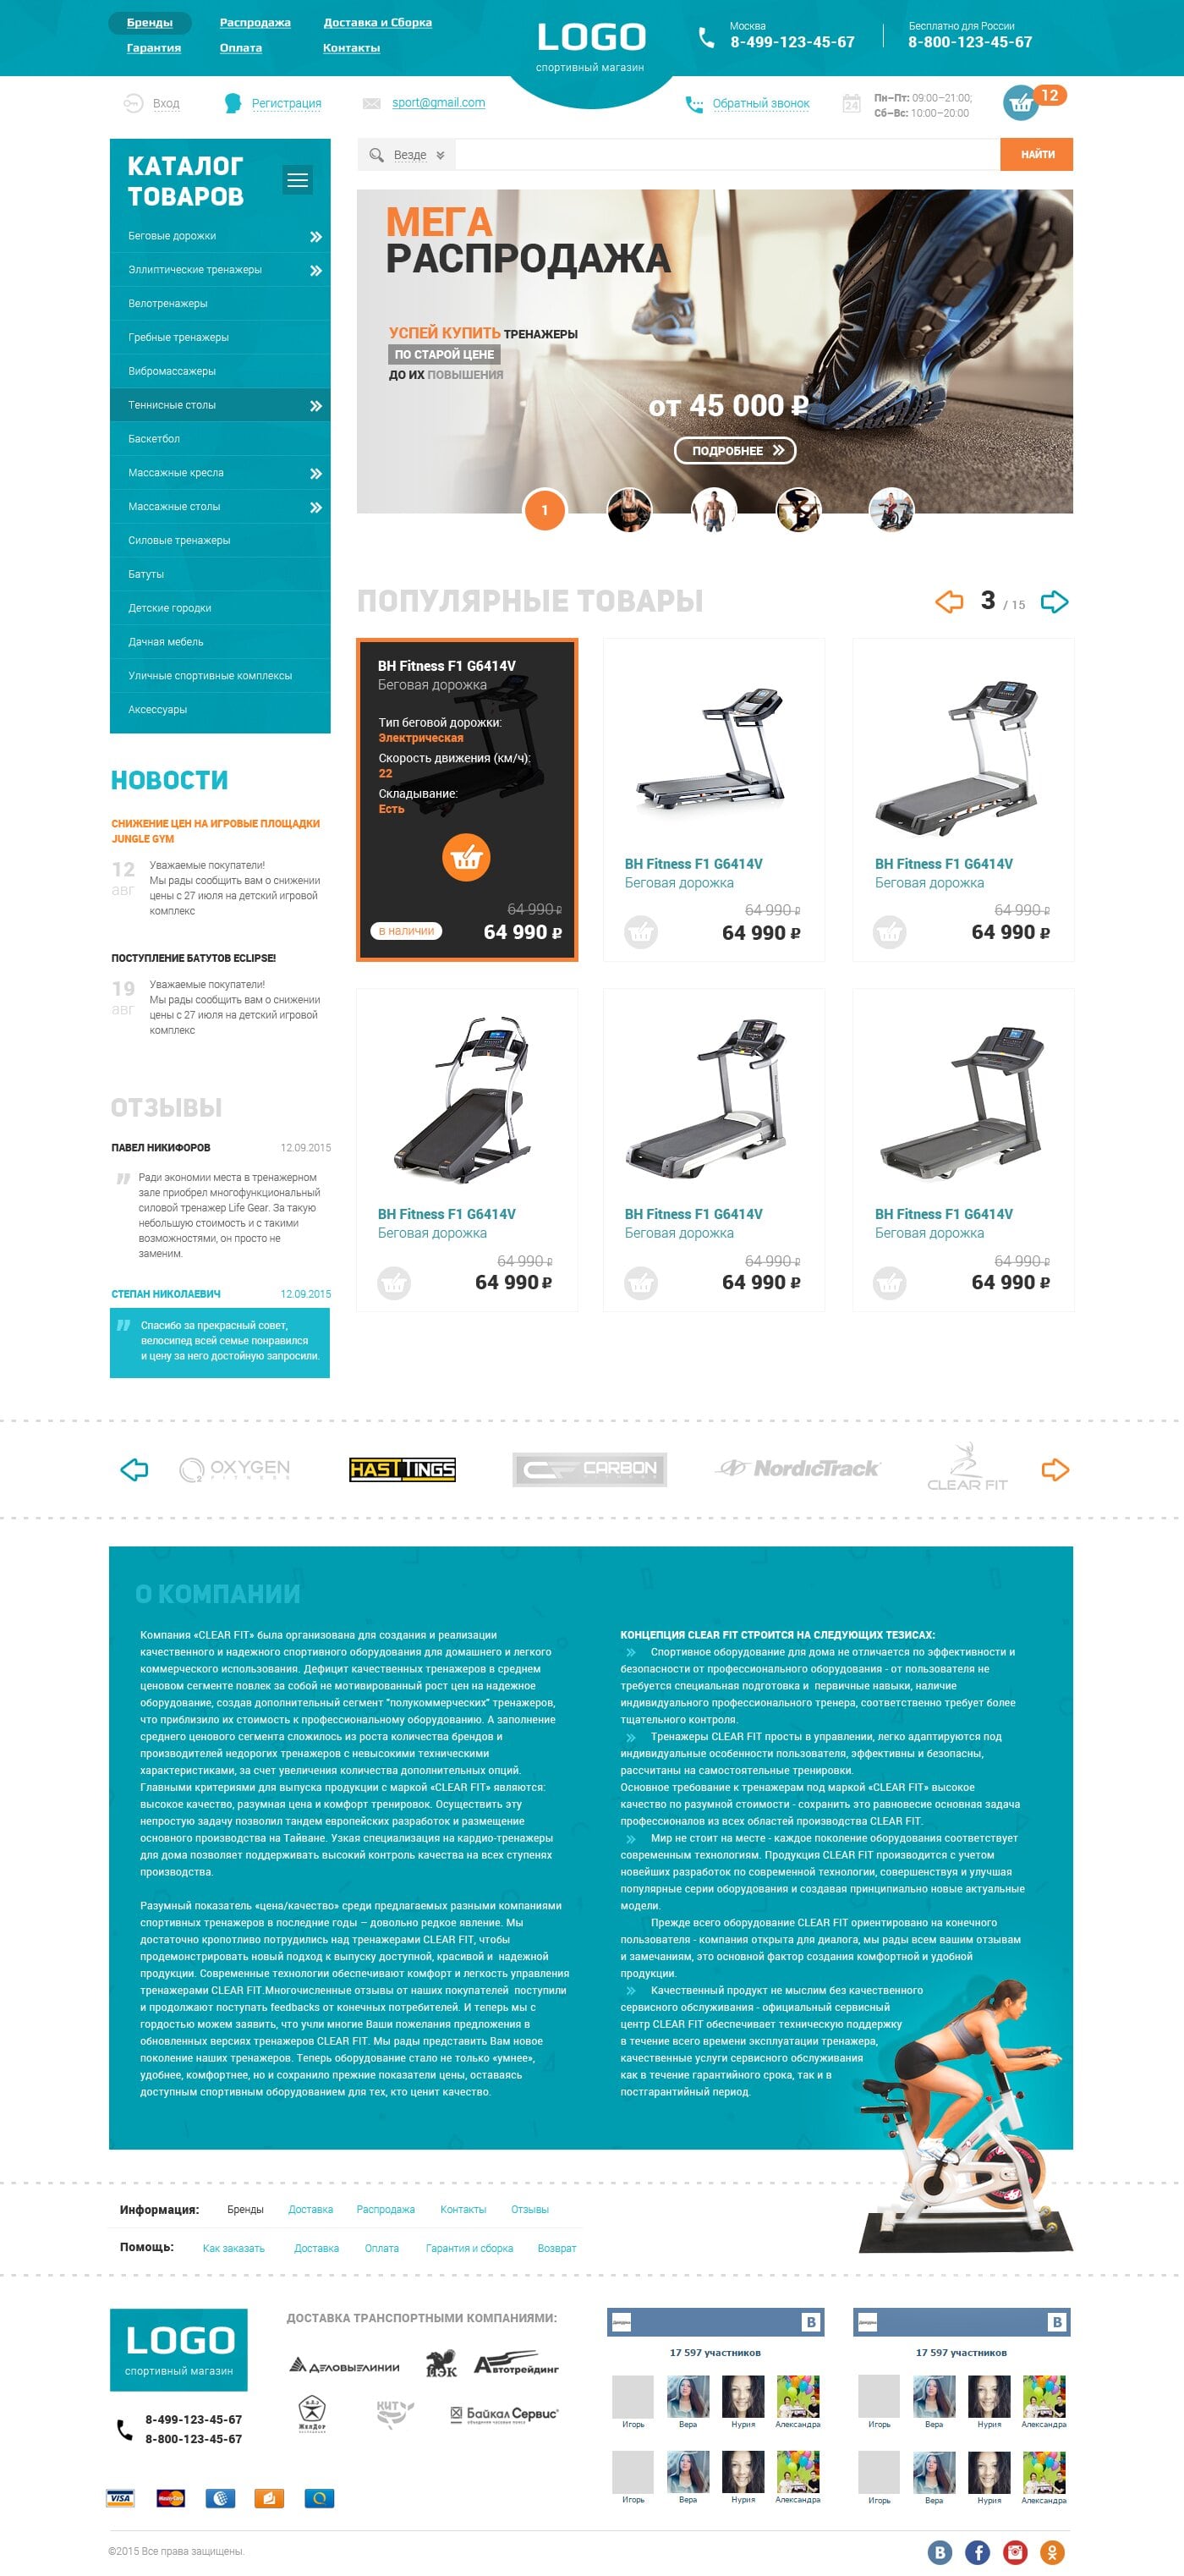 Бренды
Распродажа
Доставка и Сборка
Гарантия
Оплата
Контакты
LOGO
спортивный магазин
Москва
8-499-123-45-67
Бесплатно для России
8-800-123-45-67
Вход
Регистрация
sport@gmail.com
Обратный звонок
24
Пн–Пт: 09:00–21:00;
Сб–Вс: 10:00–20:00
12
КАТАЛОГ
ТОВАРОВ
Беговые дорожки
Эллиптические тренажеры
Велотренажеры
Гребные тренажеры
Вибромассажеры
Теннисные столы
Баскетбол
Массажные кресла
Массажные столы
Силовые тренажеры
Батуты
Детские городки
Дачная мебель
Уличные спортивные комплексы
Аксессуары
Везде
НАЙТИ
МЕГА
РАСПРОДАЖА
УСПЕЙ КУПИТЬ ТРЕНАЖЕРЫ
ПО СТАРОЙ ЦЕНЕ
ДО ИХ ПОВЫШЕНИЯ
от 45 000 ₽
ПОДРОБНЕЕ
1
НОВОСТИ
СНИЖЕНИЕ ЦЕН НА ИГРОВЫЕ ПЛОЩАДКИ
JUNGLE GYM
12
авг
Уважаемые покупатели!
Мы рады сообщить вам о снижении
цены с 27 июля на детский игровой
комплекс
ПОСТУПЛЕНИЕ БАТУТОВ ECLIPSE!
19
авг
Уважаемые покупатели!
Мы рады сообщить вам о снижении
цены с 27 июля на детский игровой
комплекс
ОТЗЫВЫ
ПАВЕЛ НИКИФОРОВ
12.09.2015
Ради экономии места в тренажерном
зале приобрел многофункциональный
силовой тренажер Life Gear. За такую
небольшую стоимость и с такими
возможностями, он просто не
заменим.
СТЕПАН НИКОЛАЕВИЧ
12.09.2015
Спасибо за прекрасный совет,
велосипед всей семье понравился
и цену за него достойную запросили.
ПОПУЛЯРНЫЕ ТОВАРЫ
3 / 15
BH Fitness F1 G6414V
Беговая дорожка
Тип беговой дорожки:
Электрическая
Скорость движения (км/ч):
22
Складывание:
Есть
64 990 ₽
в наличии
64 990 ₽
BH Fitness F1 G6414V
Беговая дорожка
64 990 ₽
64 990 ₽
BH Fitness F1 G6414V
Беговая дорожка
64 990 ₽
64 990 ₽
BH Fitness F1 G6414V
Беговая дорожка
64 990 ₽
64 990 ₽
BH Fitness F1 G6414V
Беговая дорожка
64 990 ₽
64 990 ₽
BH Fitness F1 G6414V
Беговая дорожка
64 990 ₽
64 990 ₽
OXYGEN
HASTTINGS
CARBON
NordicTrack
CLEAR FIT
О КОМПАНИИ
Компания «CLEAR FIT» была организована для создания и реализации
качественного и надежного спортивного оборудования для домашнего и легкого
коммерческого использования. Дефицит качественных тренажеров в среднем
ценовом сегменте повлек за собой не мотивированный рост цен на надежное
оборудование, создав дополнительный сегмент "полукоммерческих" тренажеров,
что приблизило их стоимость к профессиональному оборудованию. А заполнение
среднего ценового сегмента сложилось из роста количества брендов и
производителей недорогих тренажеров с невысокими техническими
характеристиками, за счет увеличения количества дополнительных опций.
Главными критериями для выпуска продукции с маркой «CLEAR FIT» являются:
высокое качество, разумная цена и комфорт тренировок. Осуществить эту
непростую задачу позволил тандем европейских разработок и размещение
основного производства на Тайване. Узкая специализация на кардио-тренажеры
для дома позволяет поддерживать высокий контроль качества на всех ступенях
производства.
Разумный показатель «цена/качество» среди предлагаемых разными компаниями
спортивных тренажеров в последние годы – довольно редкое явление. Мы
достаточно кропотливо потрудились над тренажерами CLEAR FIT, чтобы
продемонстрировать новый подход к выпуску доступной, красивой и надежной
продукции. Современные технологии обеспечивают комфорт и легкость управления
тренажерами CLEAR FIT.Многочисленные отзывы от наших покупателей поступили
и продолжают поступать feedbacks от конечных потребителей. И теперь мы с
гордостью можем заявить, что учли многие Ваши пожелания предложения в
обновленных версиях тренажеров CLEAR FIT. Мы рады представить Вам новое
поколение наших тренажеров. Теперь оборудование стало не только «умнее»,
удобнее, комфортнее, но и сохранило прежние показатели цены, оставаясь
доступным спортивным оборудованием для тех, кто ценит качество.
КОНЦЕПЦИЯ CLEAR FIT СТРОИТСЯ НА СЛЕДУЮЩИХ ТЕЗИСАХ:
Спортивное оборудование для дома не отличается по эффективности и
безопасности от профессионального оборудования - от пользователя не
требуется специальная подготовка и первичные навыки, наличие
индивидуального профессионального тренера, соответственно требует более
тщательного контроля.
Тренажеры CLEAR FIT просты в управлении, легко адаптируются под
индивидуальные особенности пользователя, эффективны и безопасны,
рассчитаны на самостоятельные тренировки.
Основное требование к тренажерам под маркой «CLEAR FIT» высокое
качество по разумной стоимости - сохранить это равновесие основная задача
профессионалов из всех областей производства CLEAR FIT.
Мир не стоит на месте - каждое поколение оборудования соответствует
современным технологиям. Продукция CLEAR FIT производится с учетом
новейших разработок по современной технологии, совершенствуя и улучшая
популярные серии оборудования и создавая принципиально новые актуальные
модели.
Прежде всего оборудование CLEAR FIT ориентировано на конечного
пользователя - компания открыта для диалога, мы рады всем вашим отзывам
и замечаниям, это основной фактор создания комфортной и удобной
продукции.
Качественный продукт не мыслим без качественного
сервисного обслуживания - официальный сервисный
центр CLEAR FIT обеспечивает техническую поддержку
в течение всего времени эксплуатации тренажера,
качественные услуги сервисного обслуживания
как в течение гарантийного срока, так и в
постгарантийный период.
Информация:
Бренды
Доставка
Распродажа
Контакты
Отзывы
Помощь:
Как заказать
Доставка
Оплата
Гарантия и сборка
Возврат
LOGO
спортивный магазин
8-499-123-45-67
8-800-123-45-67
ДОСТАВКА ТРАНСПОРТНЫМИ КОМПАНИЯМИ:
ДЕЛОВЫЕ ЛИНИИ
ПЭК
Автотрейдинг
ЖелДор
КИТ
Байкал Сервис
В
17 597 участников
Игорь
Вера
Нурия
Александра
Игорь
Вера
Нурия
Александра
В
17 597 участников
Игорь
Вера
Нурия
Александра
Игорь
Вера
Нурия
Александра
VISA
MasterCard
©2015 Все права защищены.
В
f